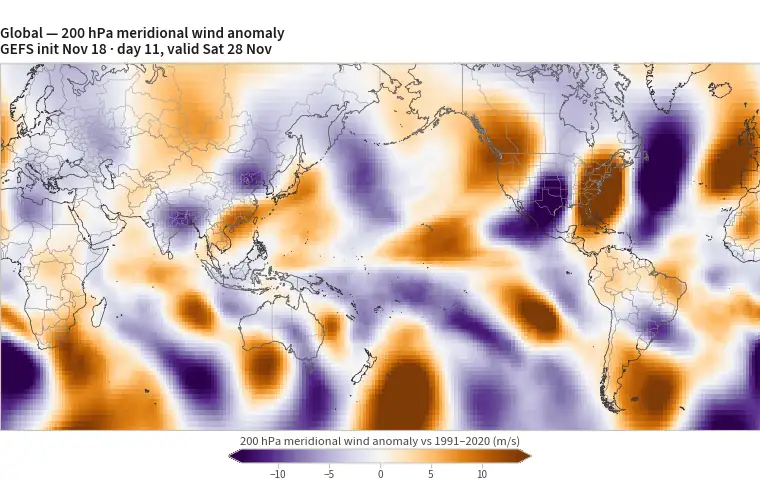 Global — 200 hPa meridional wind anomaly
GEFS init Nov 18 · day 11, valid Sat 28 Nov
200 hPa meridional wind anomaly vs 1991–2020 (m/s)
−10 −5 0 5 10